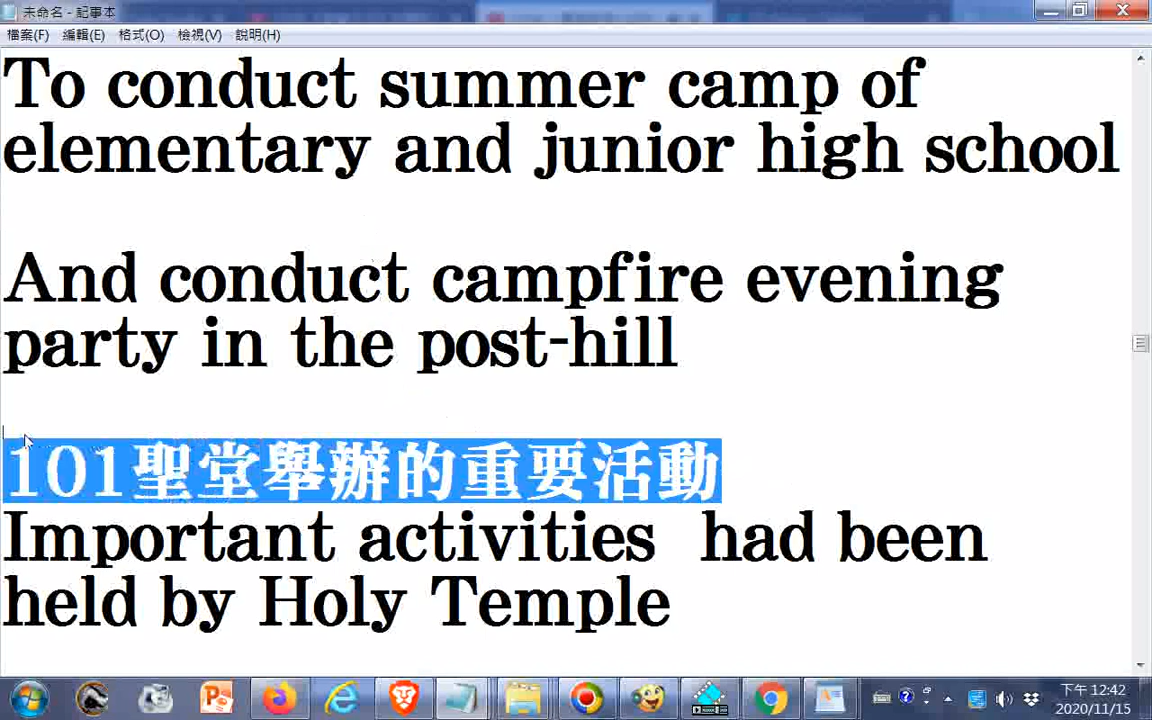 未命名 - 記事本
檔案(F) 編輯(E) 格式(O) 檢視(V) 說明(H)
To conduct summer camp of
elementary and junior high school
And conduct campfire evening
party in the post-hill
101聖堂舉辦的重要活動
Important activities  had been
held by Holy Temple
下午 12:42
2020/11/15